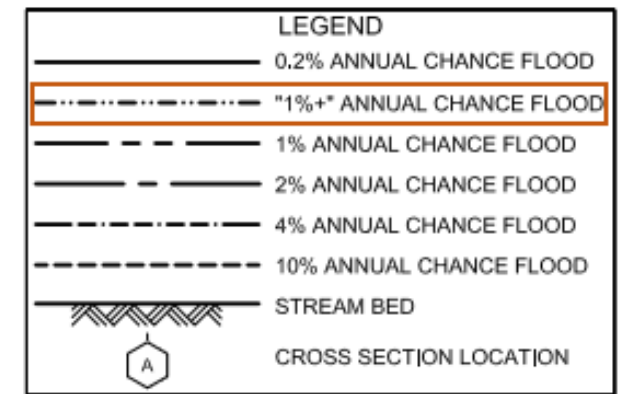 LEGEND
0.2% ANNUAL CHANCE FLOOD
"1%+" ANNUAL CHANCE FLOOD
1% ANNUAL CHANCE FLOOD
2% ANNUAL CHANCE FLOOD
4% ANNUAL CHANCE FLOOD
10% ANNUAL CHANCE FLOOD
STREAM BED
A CROSS SECTION LOCATION